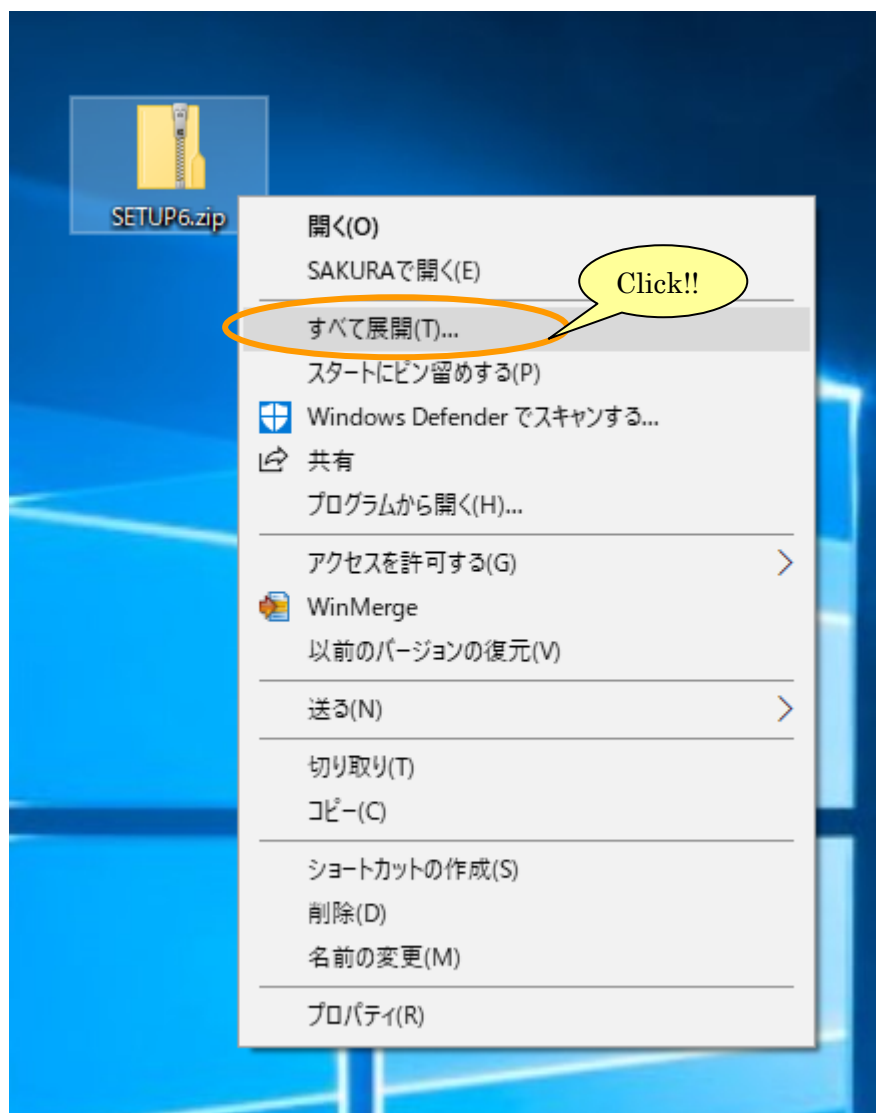 SETUP6.zip
開く(O)
SAKURAで開く(E)
Click!!
すべて展開(T)...
スタートにピン留めする(P)
Windows Defender でスキャンする...
共有
プログラムから開く(H)...
アクセスを許可する(G)
WinMerge
以前のバージョンの復元(V)
送る(N)
切り取り(T)
コピー(C)
ショートカットの作成(S)
削除(D)
名前の変更(M)
プロパティ(R)